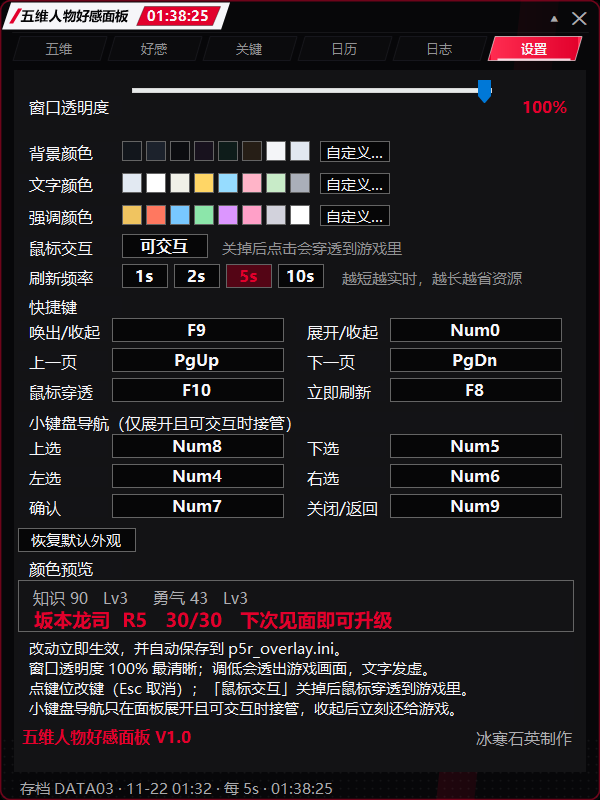 五维人物好感面板 01:38:25
五维 好感 关键 日历 日志 设置
窗口透明度 100%
背景颜色 自定义...
文字颜色 自定义...
强调颜色 自定义...
鼠标交互 可交互 关掉后点击会穿透到游戏里
刷新频率 1s 2s 5s 10s 越短越实时，越长越省资源
快捷键
唤出/收起 F9 展开/收起 Num0
上一页 PgUp 下一页 PgDn
鼠标穿透 F10 立即刷新 F8
小键盘导航（仅展开且可交互时接管）
上选 Num8 下选 Num5
左选 Num4 右选 Num6
确认 Num7 关闭/返回 Num9
恢复默认外观
颜色预览
知识 90 Lv3 勇气 43 Lv3
坂本龙司 R5 30/30 下次见面即可升级
改动立即生效，并自动保存到 p5r_overlay.ini。
窗口透明度 100% 最清晰；调低会透出游戏画面，文字发虚。
点键位改键（Esc 取消）；「鼠标交互」关掉后鼠标穿透到游戏里。
小键盘导航只在面板展开且可交互时接管，收起后立刻还给游戏。
五维人物好感面板 V1.0 冰寒石英制作
存档 DATA03 · 11-22 01:32 · 每 5s · 01:38:25